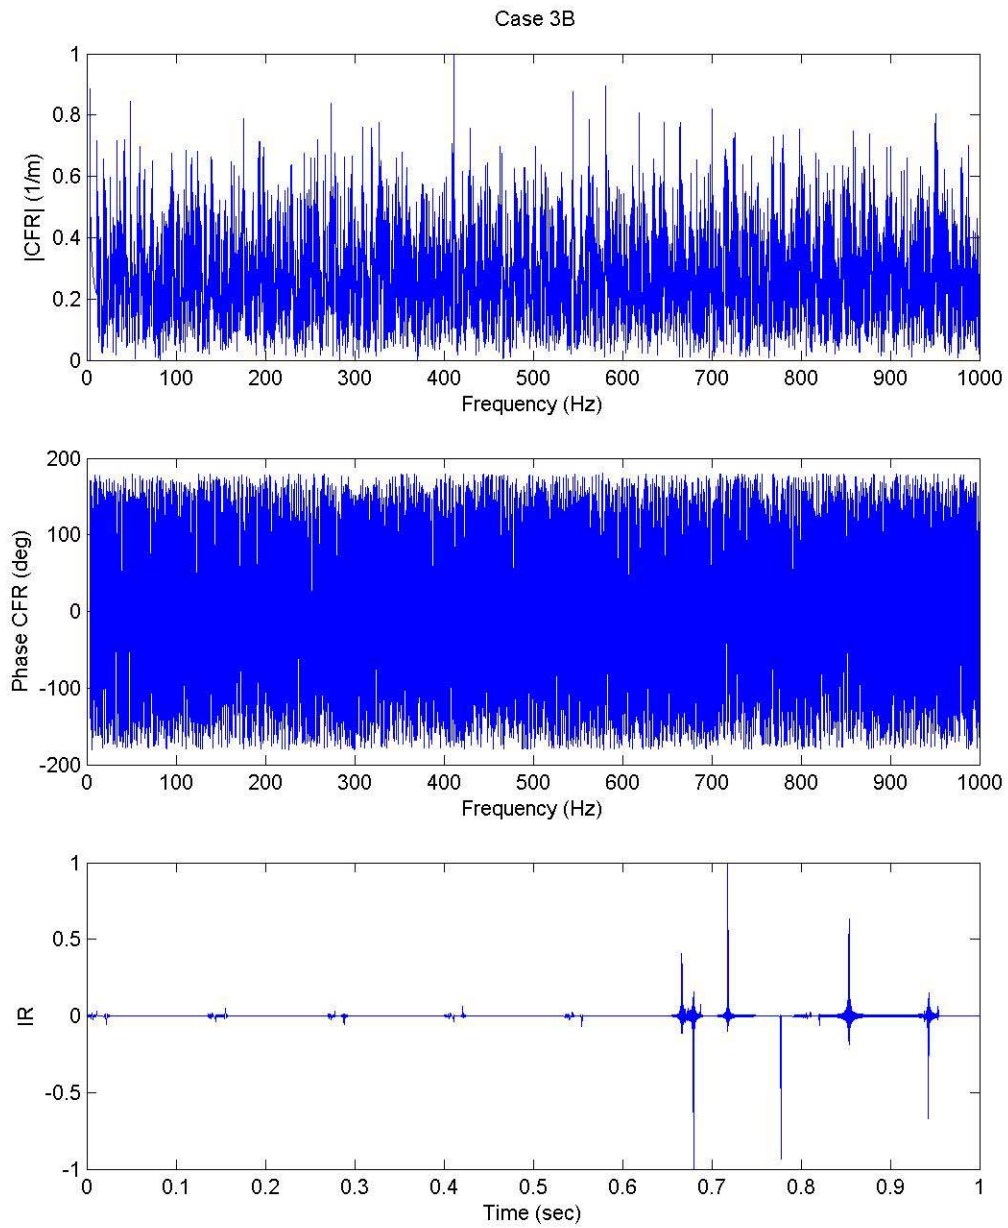 Case 3B
|CFR| (1/m)
1
0.8
0.6
0.4
0.2
0
0 100 200 300 400 500 600 700 800 900 1000
Frequency (Hz)
Phase CFR (deg)
200
100
0
-100
-200
0 100 200 300 400 500 600 700 800 900 1000
Frequency (Hz)
IR
1
0.5
0
-0.5
-1
0 0.1 0.2 0.3 0.4 0.5 0.6 0.7 0.8 0.9 1
Time (sec)